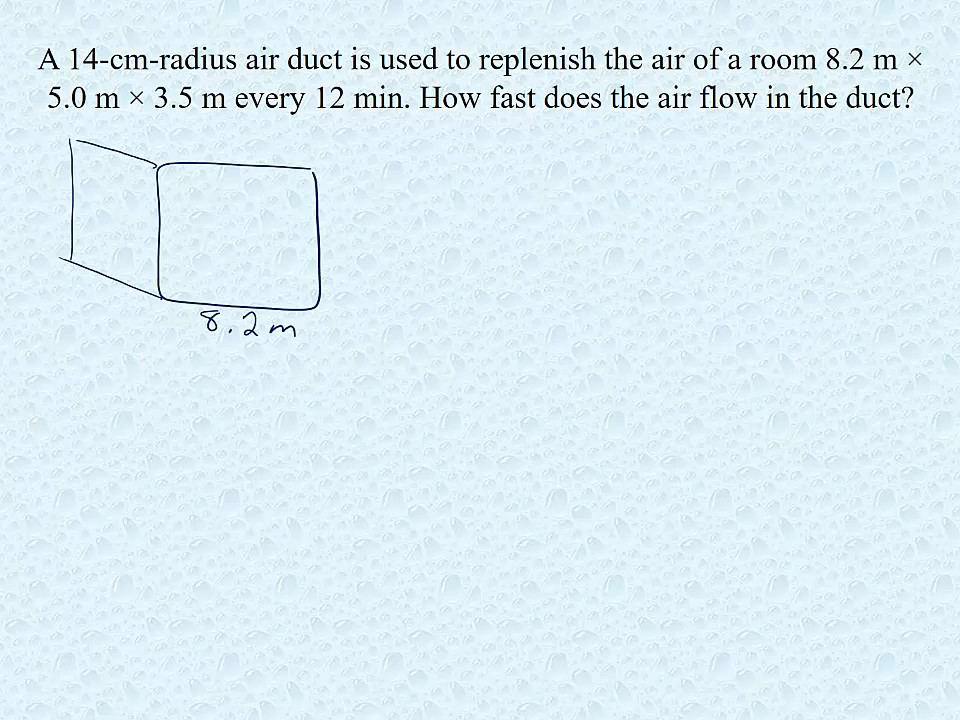 A 14-cm-radius air duct is used to replenish the air of a room 8.2 m ×
5.0 m × 3.5 m every 12 min. How fast does the air flow in the duct?
8.2 m